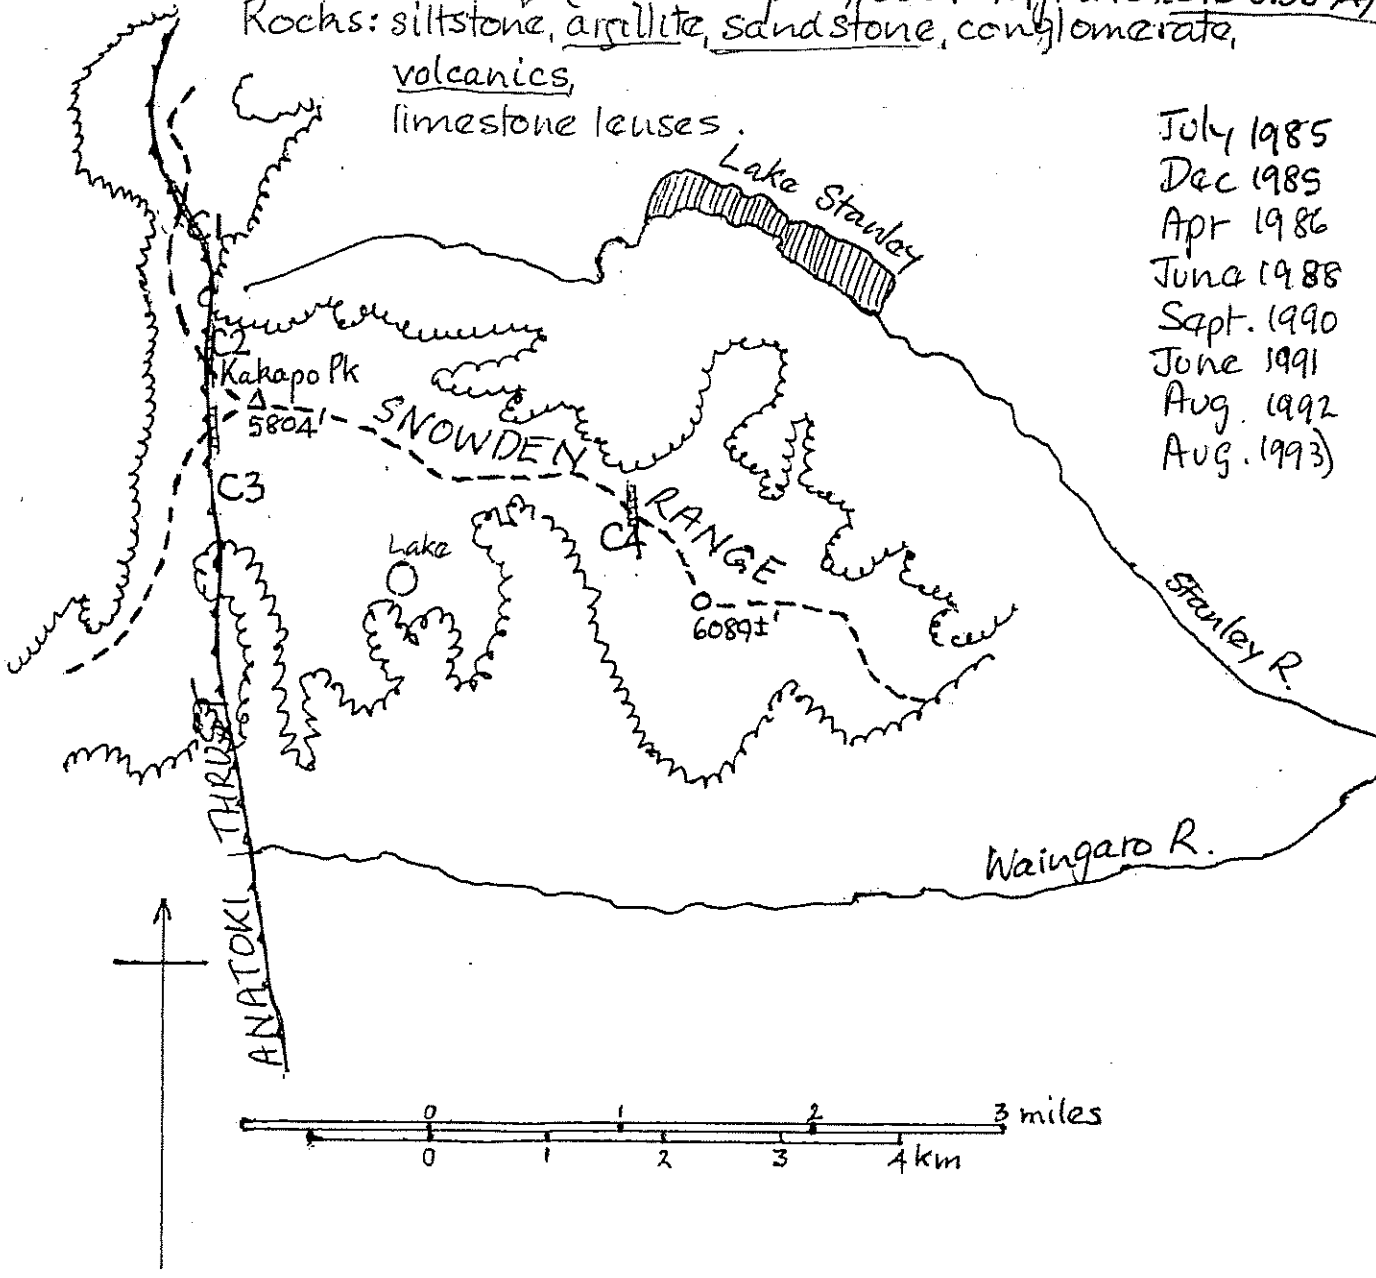 Rocks: siltstone, argillite, sandstone, conglomerate,
volcanics,
limestone lenses.
July 1985
Dec 1985
Apr 1986
June 1988
Sept. 1990
June 1991
Aug. 1992
Aug. 1993)
Lake Stanley
C1
C2
Kakapo Pk
5804'
SNOWDEN
RANGE
C3
C4
Lake
6089±'
Stanley R.
Waingaro R.
ANATOKI THRUST
0 1 2 3 miles
0 1 2 3 4 km